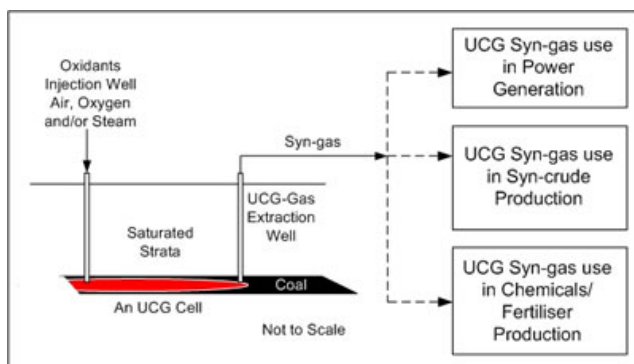 Oxidants
Injection Well
Air, Oxygen
and/or Steam
Syn-gas
UCG-Gas
Extraction
Well
Saturated
Strata
Coal
An UCG Cell
Not to Scale
UCG Syn-gas use
in Power
Generation
UCG Syn-gas use
in Syn-crude
Production
UCG Syn-gas use
in Chemicals/
Fertiliser
Production